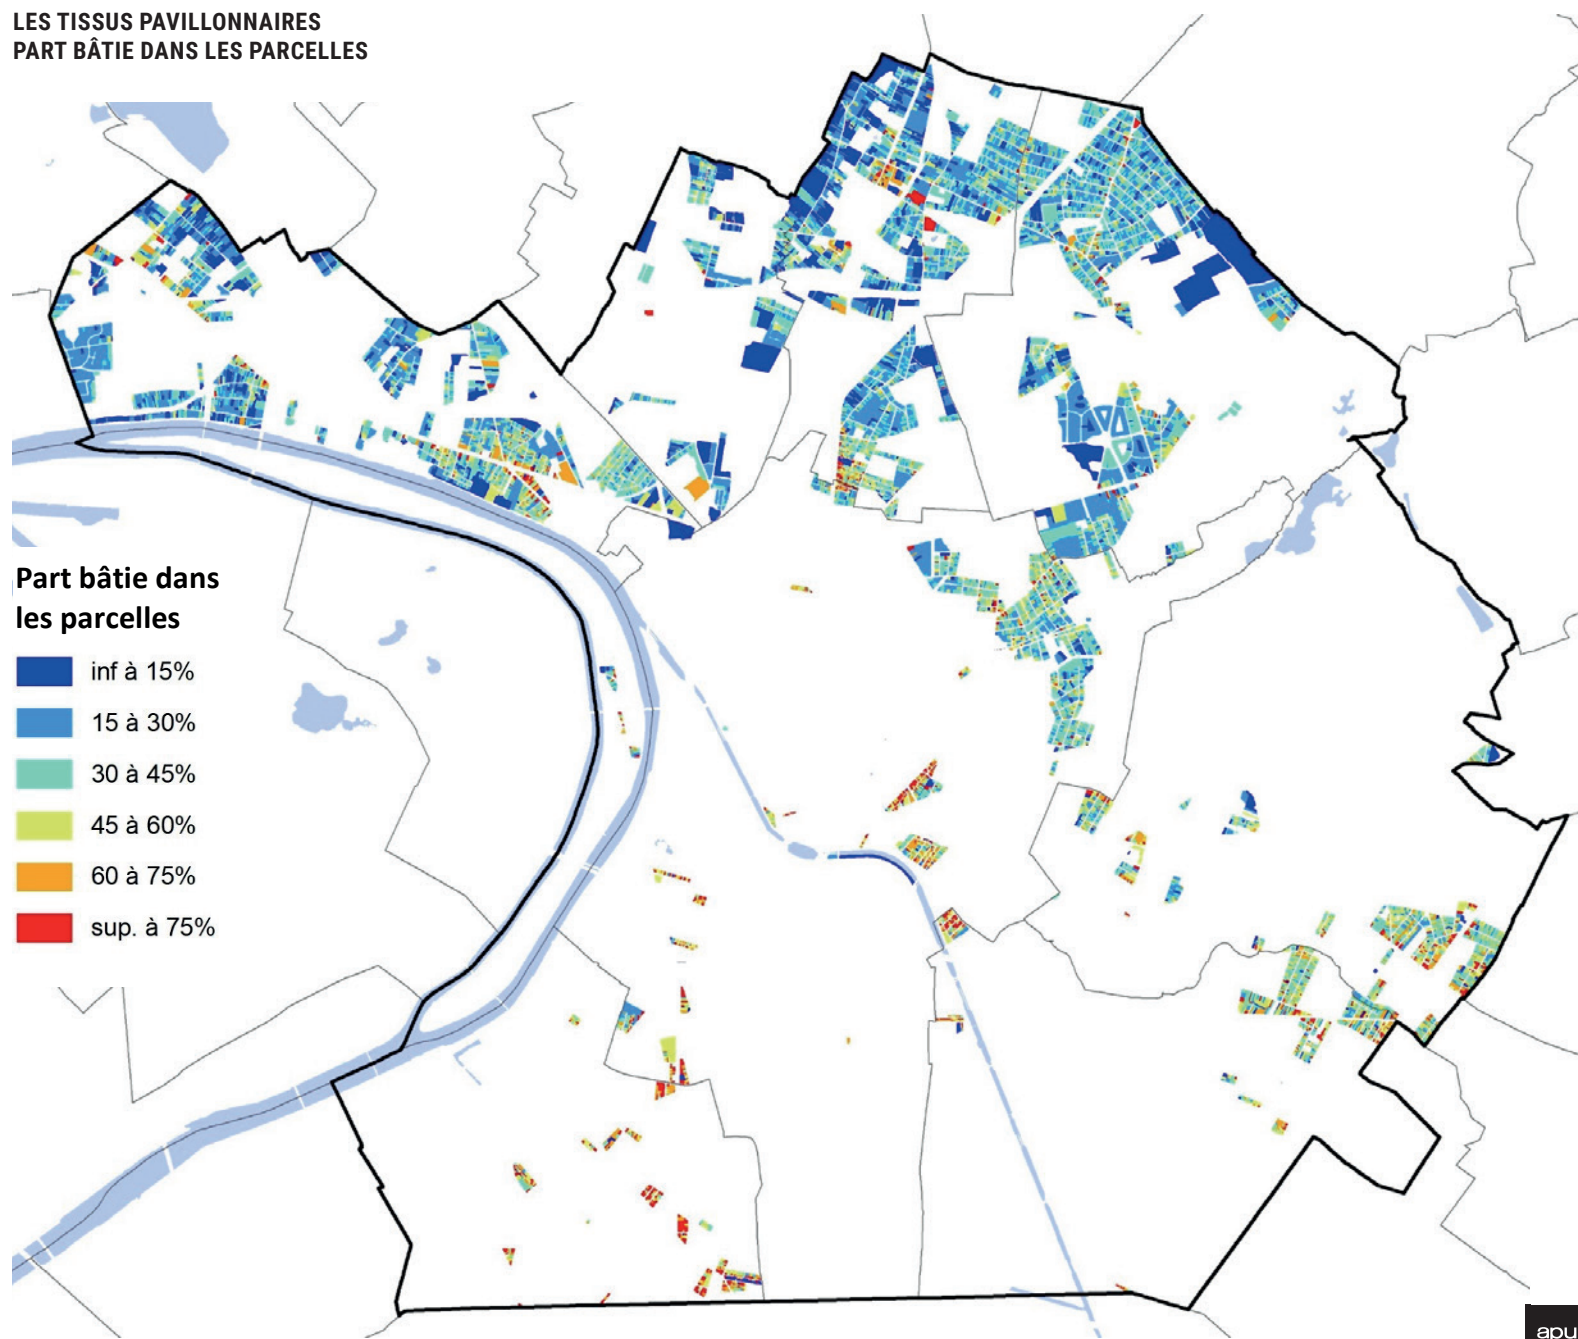 LES TISSUS PAVILLONNAIRES
PART BÂTIE DANS LES PARCELLES
Part bâtie dans
les parcelles
inf à 15%
15 à 30%
30 à 45%
45 à 60%
60 à 75%
sup. à 75%
apu